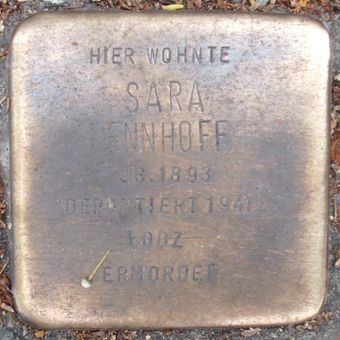 HIER WOHNTE
SARA
JG. 1893
DEPORTIERT 1941
LODZ
ERMORDET